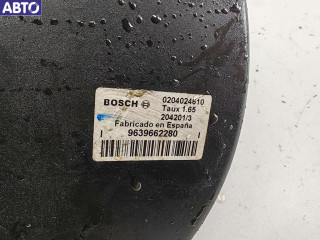 АВТО
BOSCH 0204024610
Taux 1.65
204201/3
Fabricado en España
9639662280